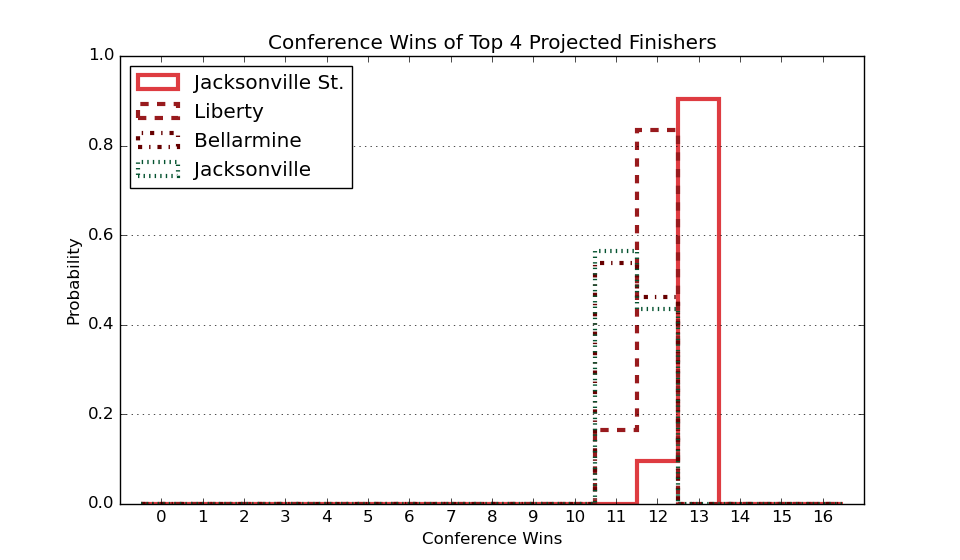 Conference Wins of Top 4 Projected Finishers
1.0
0.8
0.6
0.4
0.2
0.0
Probability
Jacksonville St.
Liberty
Bellarmine
Jacksonville
0 1 2 3 4 5 6 7 8 9 10 11 12 13 14 15 16
Conference Wins